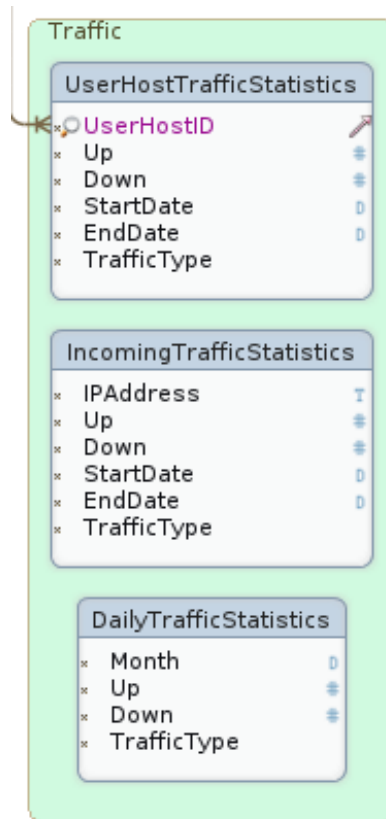 Traffic
UserHostTrafficStatistics
UserHostID
Up #
Down #
StartDate D
EndDate D
TrafficType
IncomingTrafficStatistics
IPAddress T
Up #
Down #
StartDate D
EndDate D
TrafficType
DailyTrafficStatistics
Month D
Up #
Down #
TrafficType